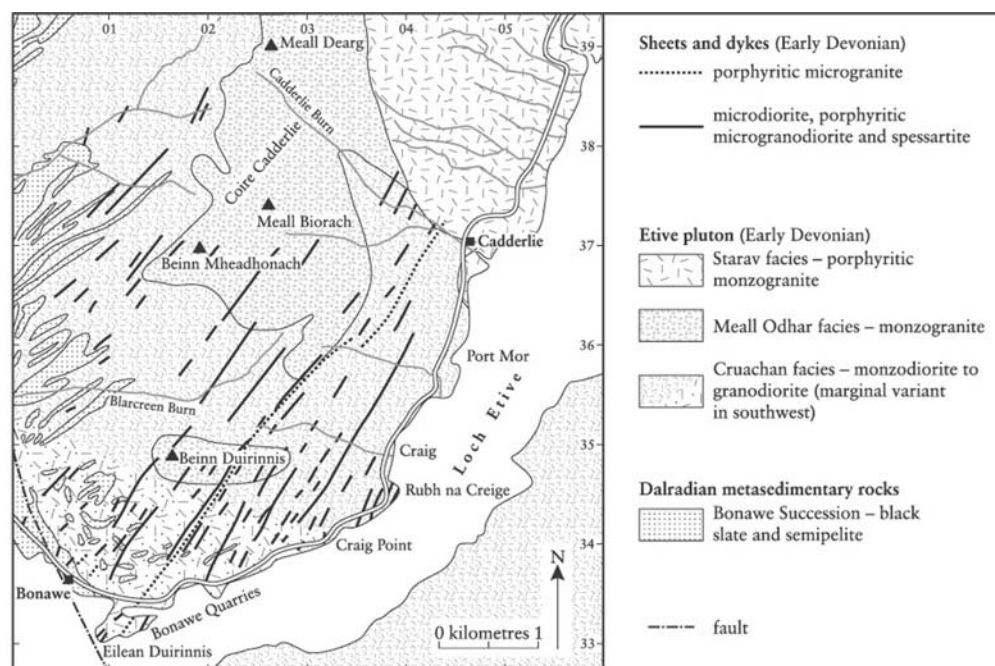 01 02 03 04 05
Meall Dearg
39
Cadderlie Burn
38
Coire Cadderlie
Meall Biorach
37
Cadderlie
Beinn Mheadhonach
36
Port Mor
Blarcreen Burn
Loch Etive
35
Craig
Beinn Duirinnis
Rubh na Creige
34
Craig Point
N
Bonawe
Bonawe Quarries
0 kilometres 1
33
Eilean Duirinnis
Sheets and dykes (Early Devonian)
porphyritic microgranite
microdiorite, porphyritic
microgranodiorite and spessartite
Etive pluton (Early Devonian)
Starav facies – porphyritic
monzogranite
Meall Odhar facies – monzogranite
Cruachan facies – monzodiorite to
granodiorite (marginal variant
in southwest)
Dalradian metasedimentary rocks
Bonawe Succession – black
slate and semipelite
fault